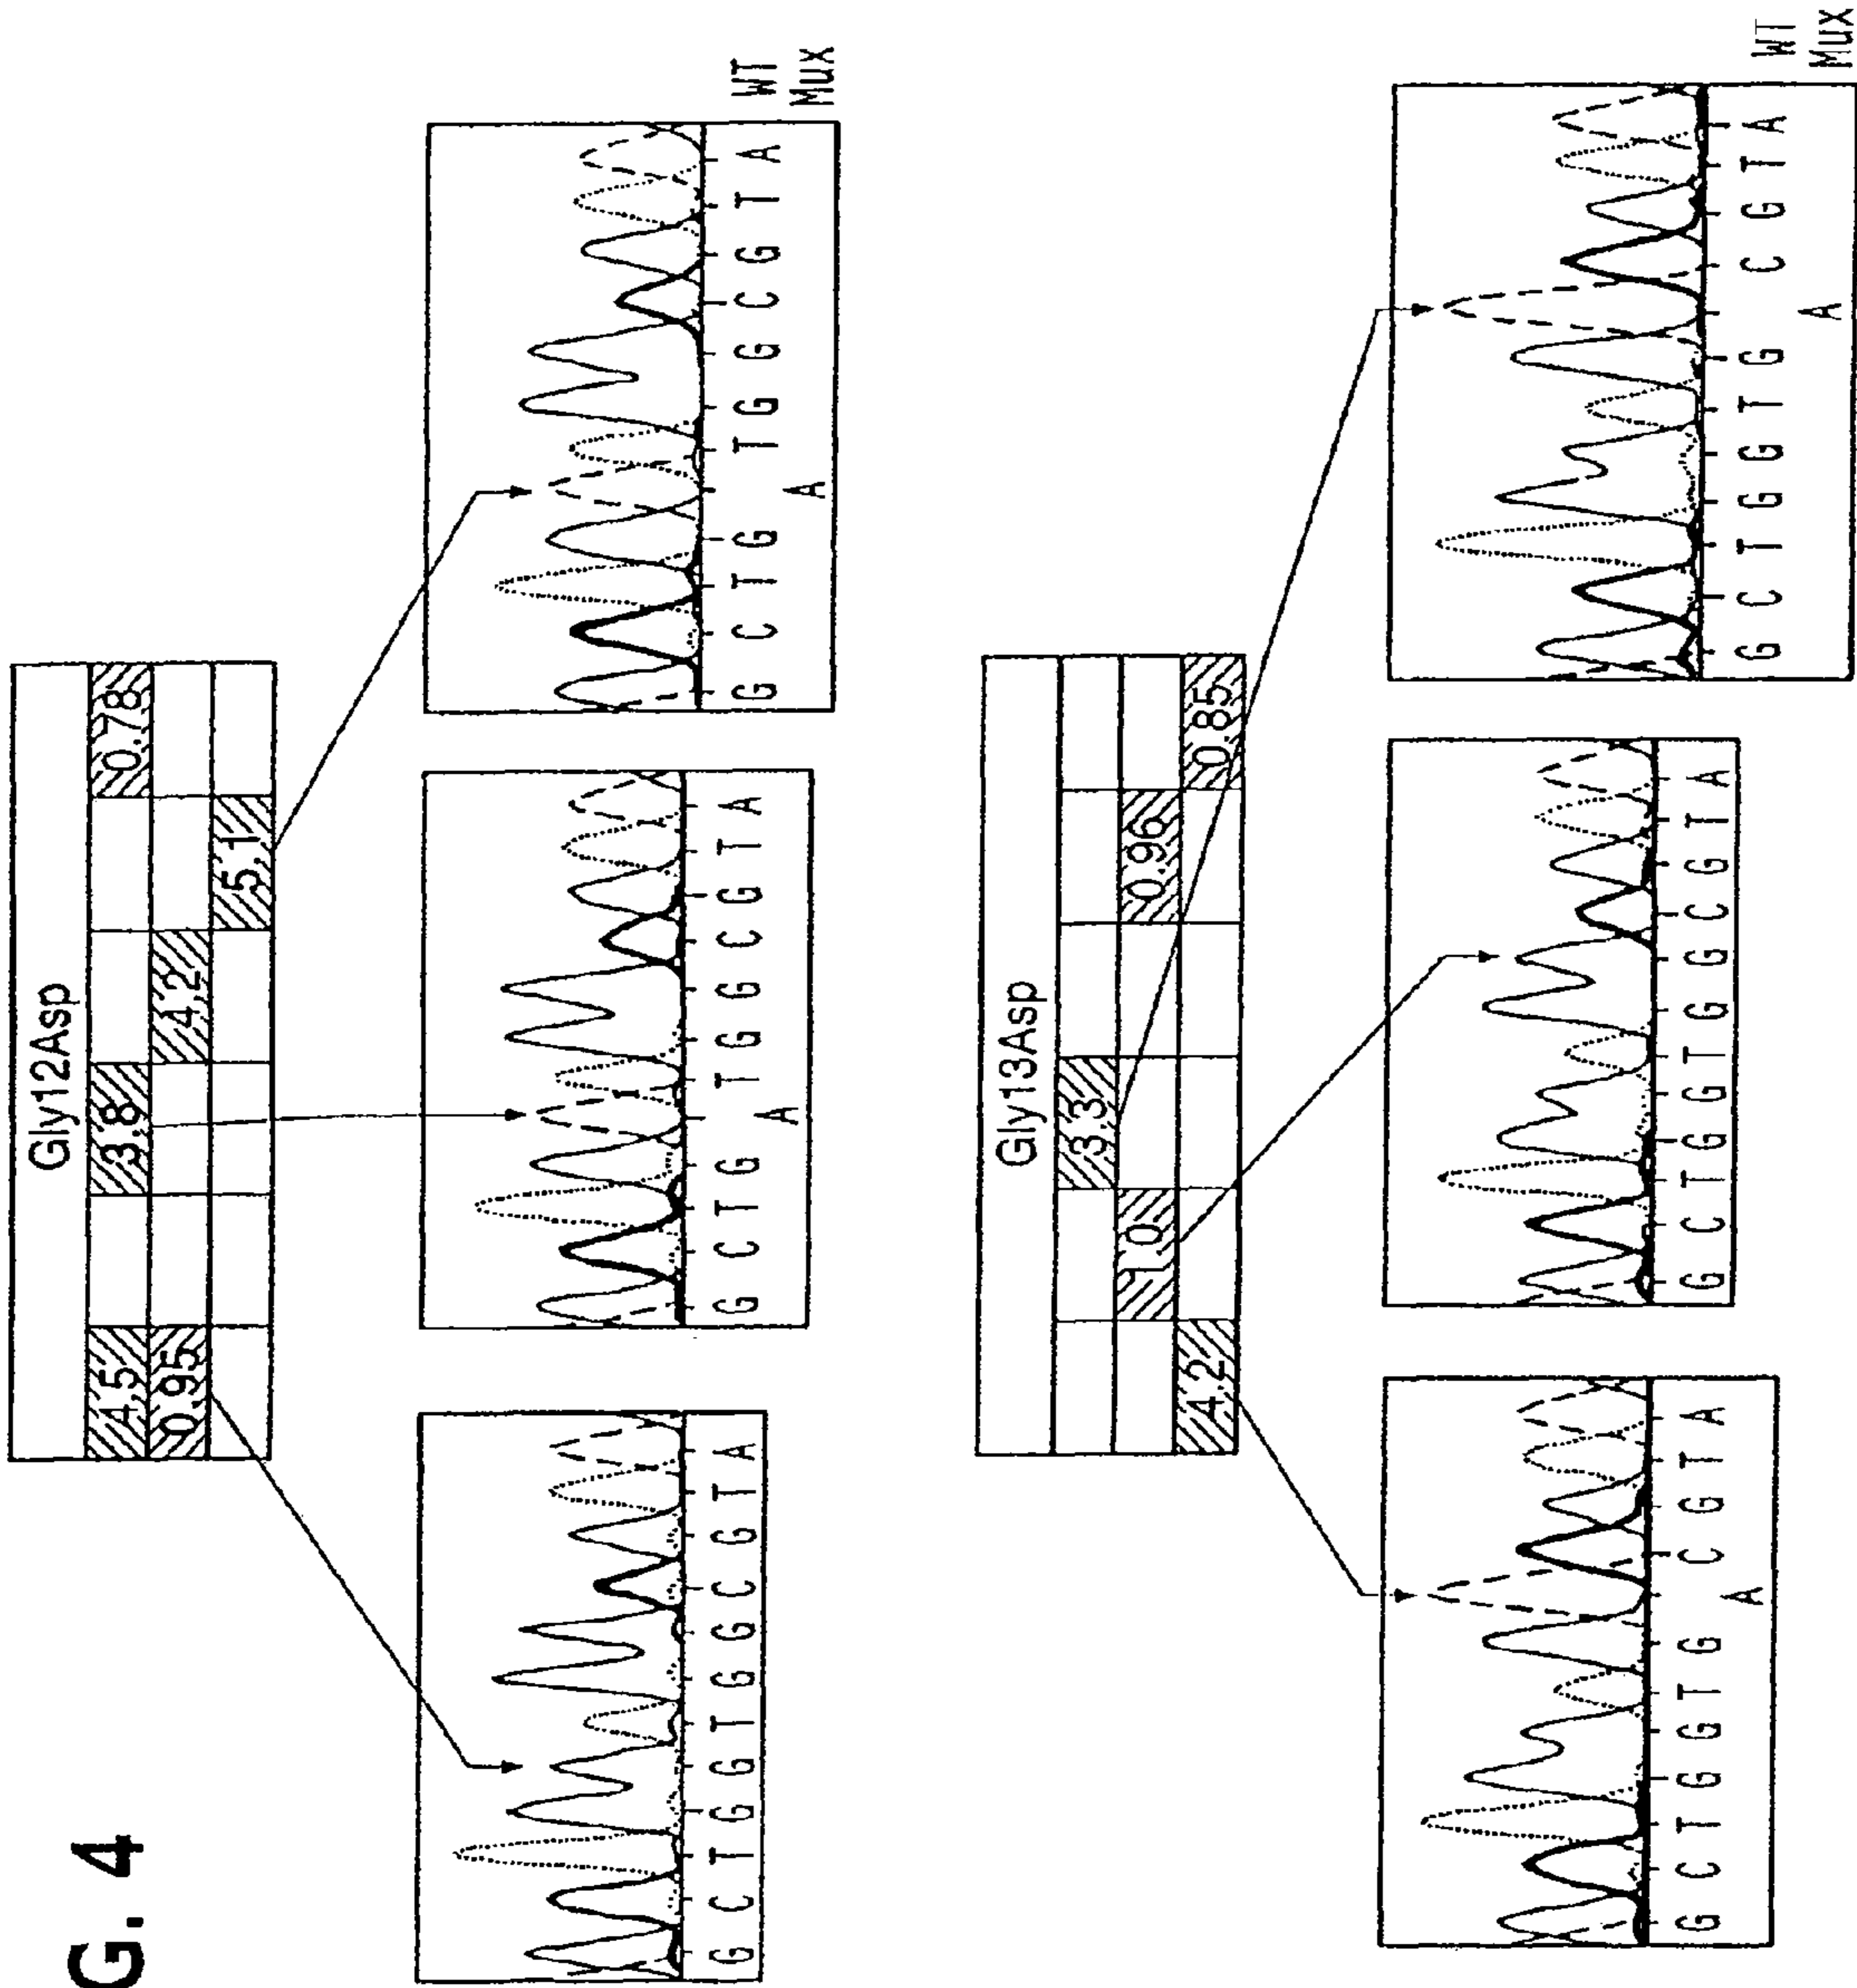 G. 4
Gly12Asp
4.5 3.8 0.78
0.95 4.2
5.1
G C T G G T G G C G T A
G C T G T G G C G T A
A
G C T G T G G C G T A WT
A Mux
Gly13Asp
3.3
1.0 0.96
4.2 0.85
G C T G G T G C G T A
A
G C T G G T G G C G T A
G C T G G T G C G T A WT
A Mux